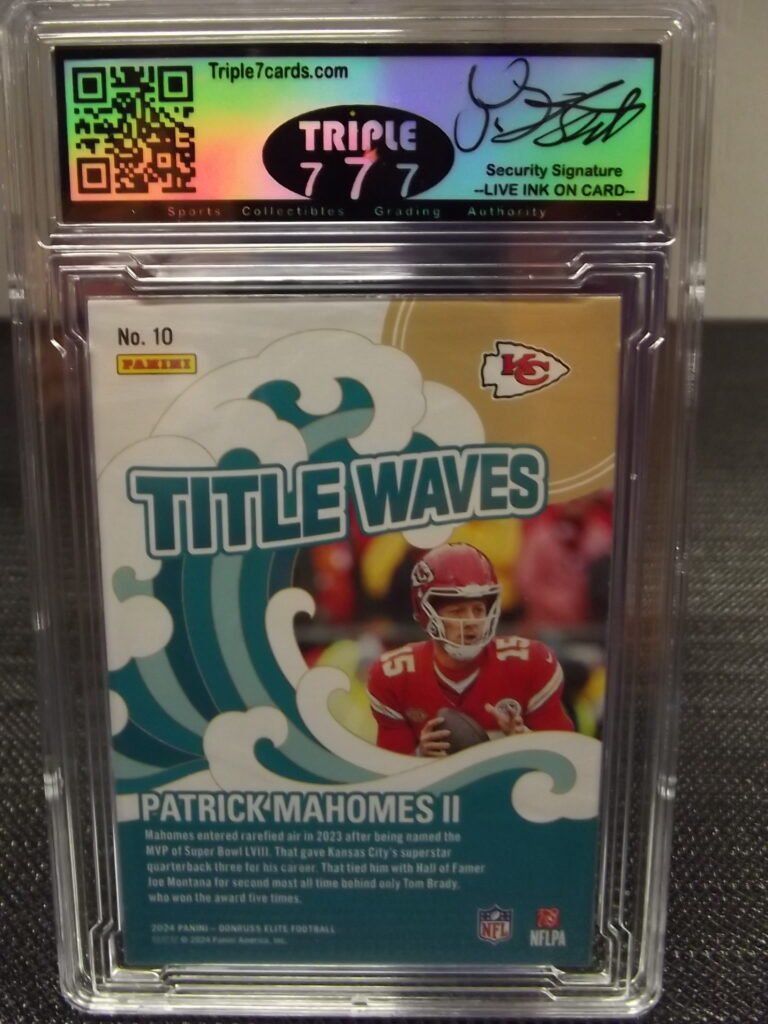 Triple7cards.com
TRIPLE
7 7 7
Security Signature
--LIVE INK ON CARD--
Sports Collectibles Grading Authority
No. 10
PANINI
KC
TITLE WAVES
15 15
PATRICK MAHOMES II
Mahomes entered rarefied air in 2023 after being named the
MVP of Super Bowl LVIII. That gave Kansas City's superstar
quarterback three for his career. That tied him with Hall of Famer
Joe Montana for second most all time behind only Tom Brady,
who won the award five times.
2024 PANINI – DONRUSS ELITE FOOTBALL
© 2024 Panini America, Inc.
NFL
NFLPA